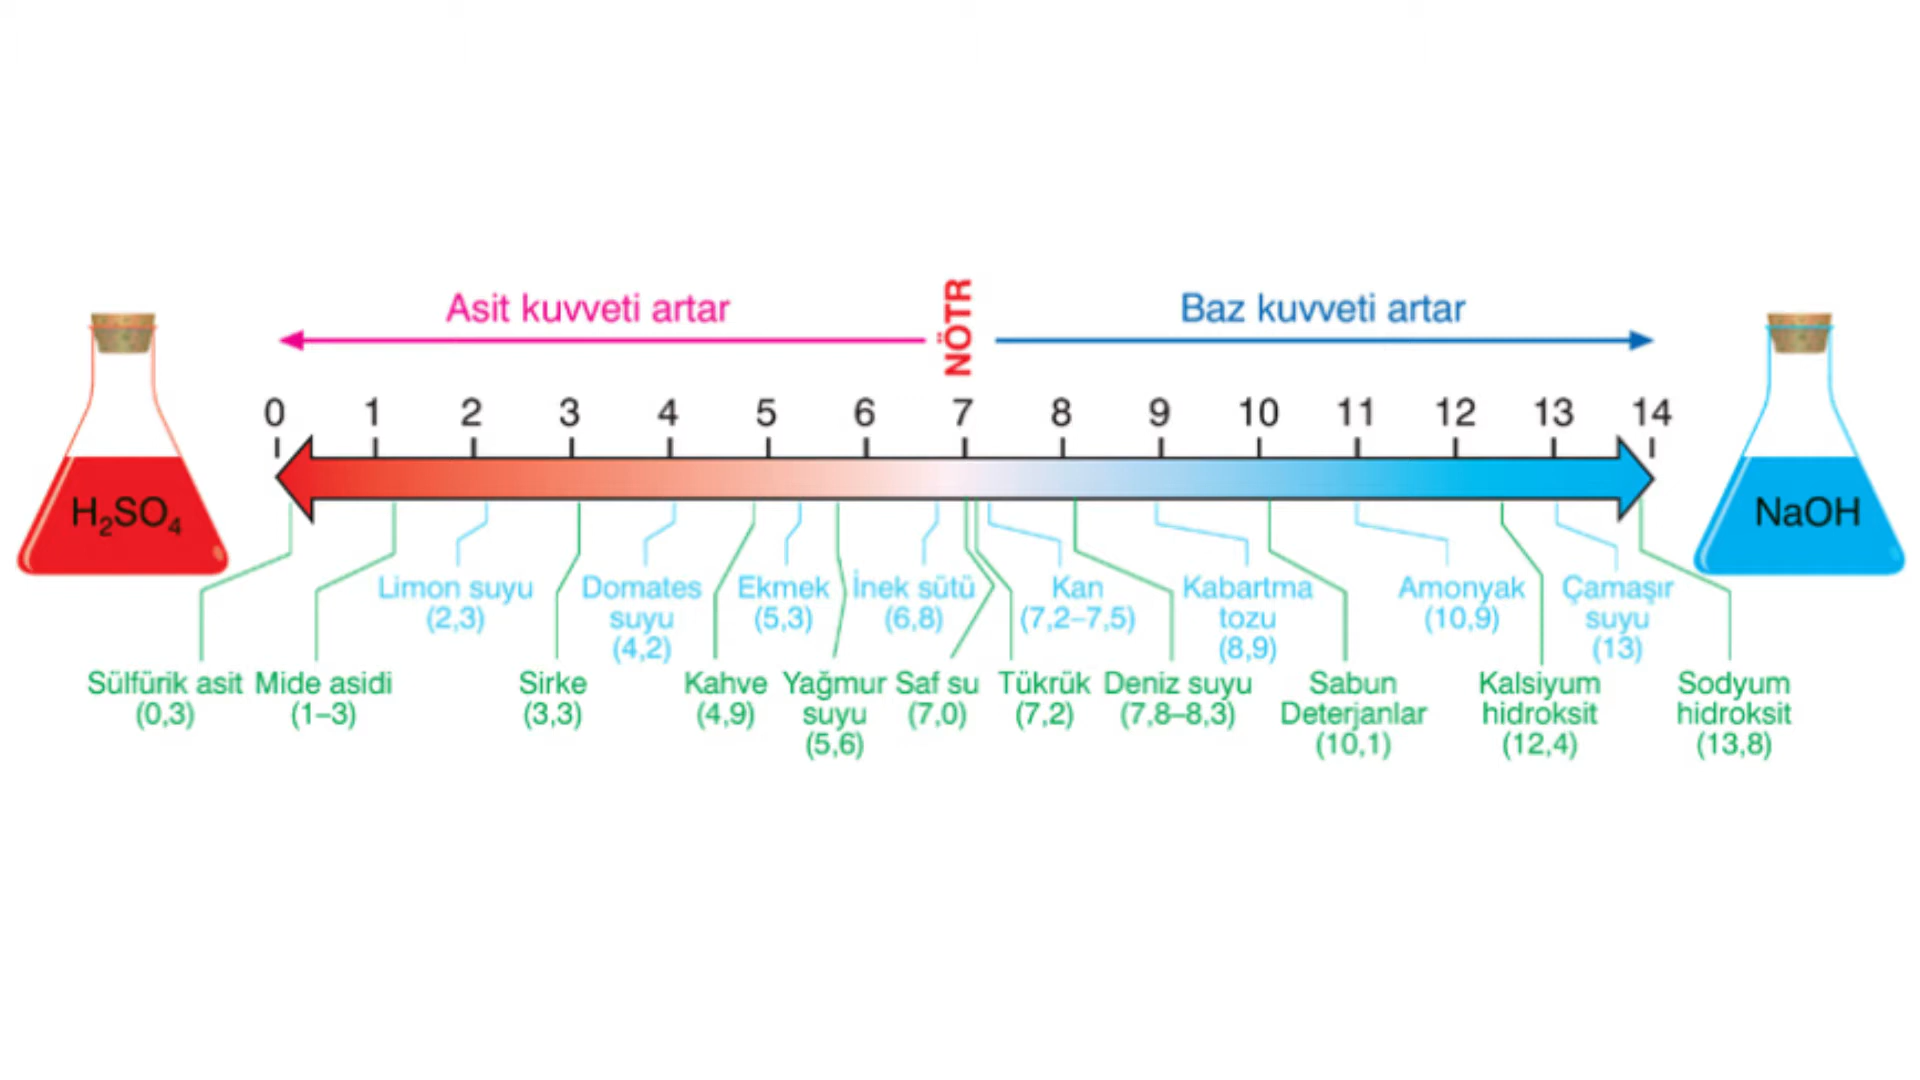 Asit kuvveti artar
NÖTR
Baz kuvveti artar
0 1 2 3 4 5 6 7 8 9 10 11 12 13 14
H₂SO₄
NaOH
Limon suyu
(2,3)
Domates
suyu
(4,2)
Ekmek
(5,3)
İnek sütü
(6,8)
Kan
(7,2–7,5)
Kabartma
tozu
(8,9)
Amonyak
(10,9)
Çamaşır
suyu
(13)
Sülfürik asit
(0,3)
Mide asidi
(1–3)
Sirke
(3,3)
Kahve
(4,9)
Yağmur
suyu
(5,6)
Saf su
(7,0)
Tükrük
(7,2)
Deniz suyu
(7,8–8,3)
Sabun
Deterjanlar
(10,1)
Kalsiyum
hidroksit
(12,4)
Sodyum
hidroksit
(13,8)